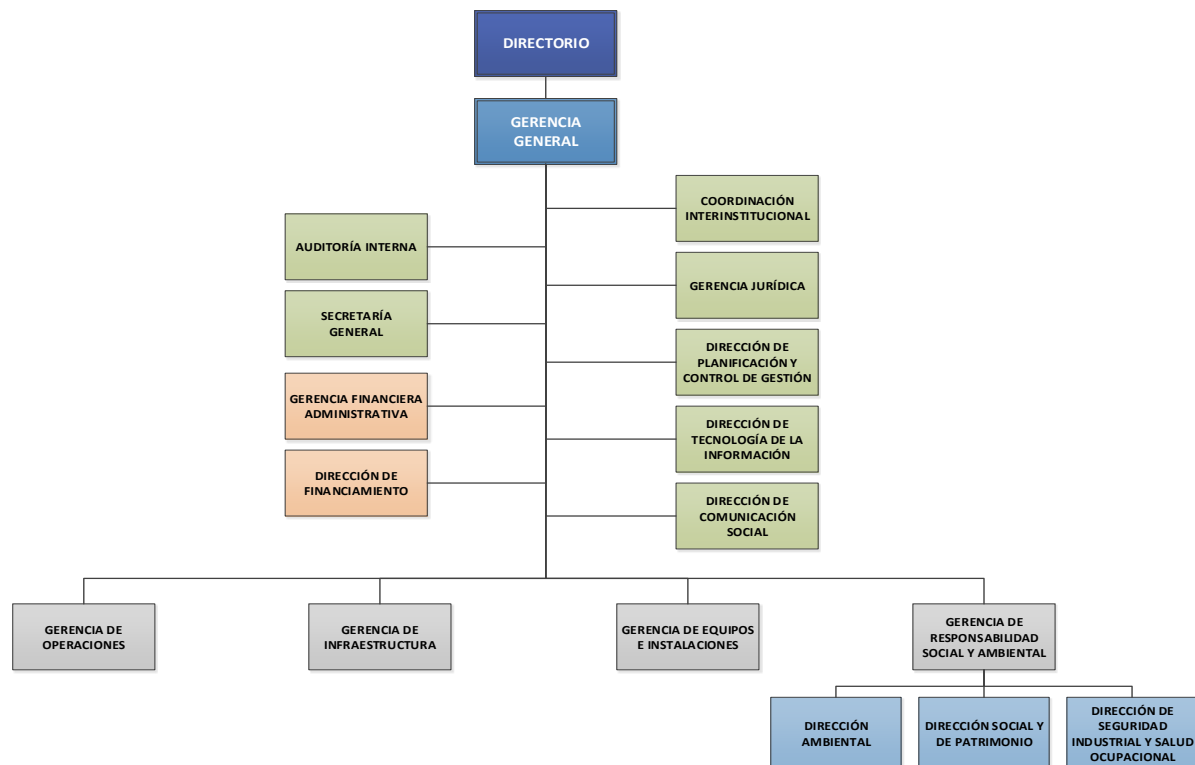 DIRECTORIO
GERENCIA
GENERAL
COORDINACIÓN
INTERINSTITUCIONAL
AUDITORÍA INTERNA
GERENCIA JURÍDICA
SECRETARÍA
GENERAL
DIRECCIÓN DE
PLANIFICACIÓN Y
CONTROL DE GESTIÓN
GERENCIA FINANCIERA
ADMINISTRATIVA
DIRECCIÓN DE
TECNOLOGÍA DE LA
INFORMACIÓN
DIRECCIÓN DE
FINANCIAMIENTO
DIRECCIÓN DE
COMUNICACIÓN
SOCIAL
GERENCIA DE
OPERACIONES
GERENCIA DE
INFRAESTRUCTURA
GERENCIA DE EQUIPOS
E INSTALACIONES
GERENCIA DE
RESPONSABILIDAD
SOCIAL Y AMBIENTAL
DIRECCIÓN
AMBIENTAL
DIRECCIÓN SOCIAL Y
DE PATRIMONIO
DIRECCIÓN DE
SEGURIDAD
INDUSTRIAL Y SALUD
OCUPACIONAL